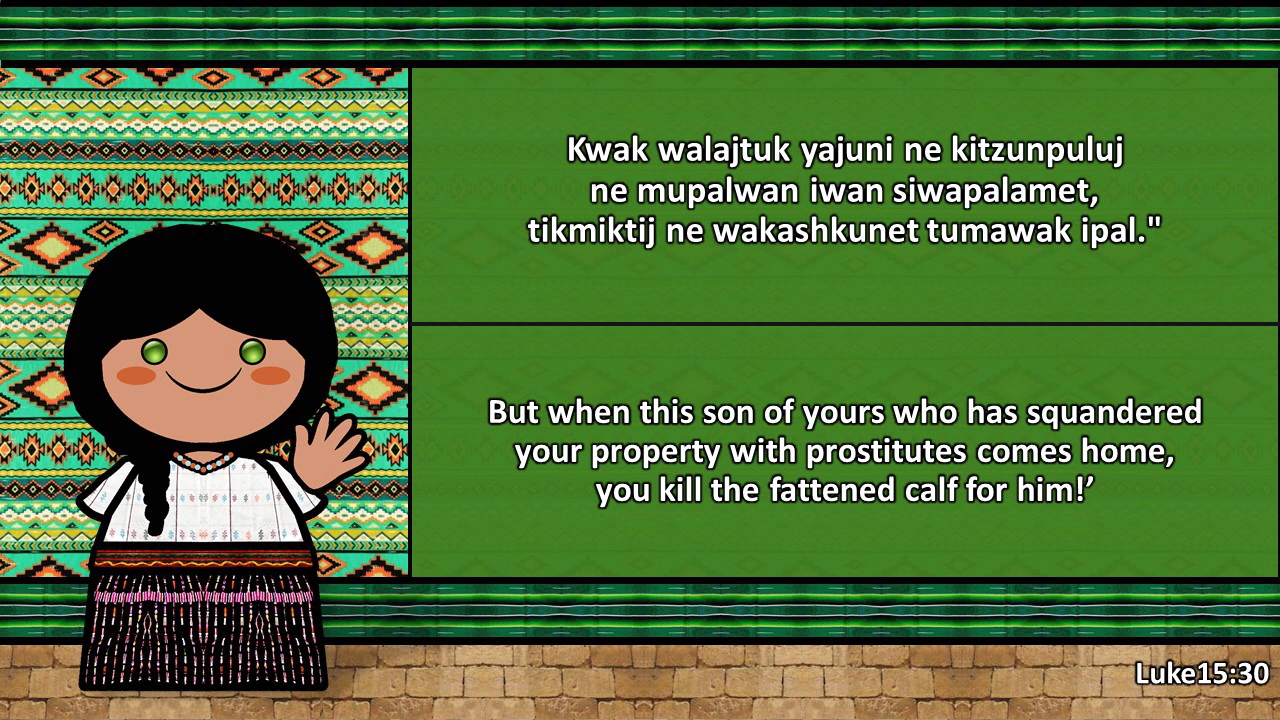 Kwak walajtuk yajuni ne kitzunpuluj
ne mupalwan iwan siwapalamet,
tikmiktij ne wakashkunet tumawak ipal."
But when this son of yours who has squandered
your property with prostitutes comes home,
you kill the fattened calf for him!’
Luke15:30